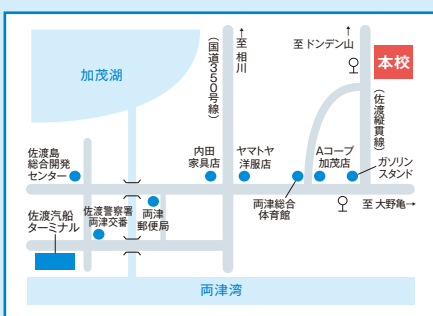 加茂湖
(国道350号線)
↑至 相川
↑
至 ドンデン山
本校
(佐渡縦貫線)
佐渡島
総合開発
センター
内田
家具店
ヤマトヤ
洋服店
Aコープ
加茂店
ガソリン
スタンド
佐渡汽船
ターミナル
佐渡警察署
両津交番
両津
郵便局
両津総合
体育館
至 大野亀→
両津湾